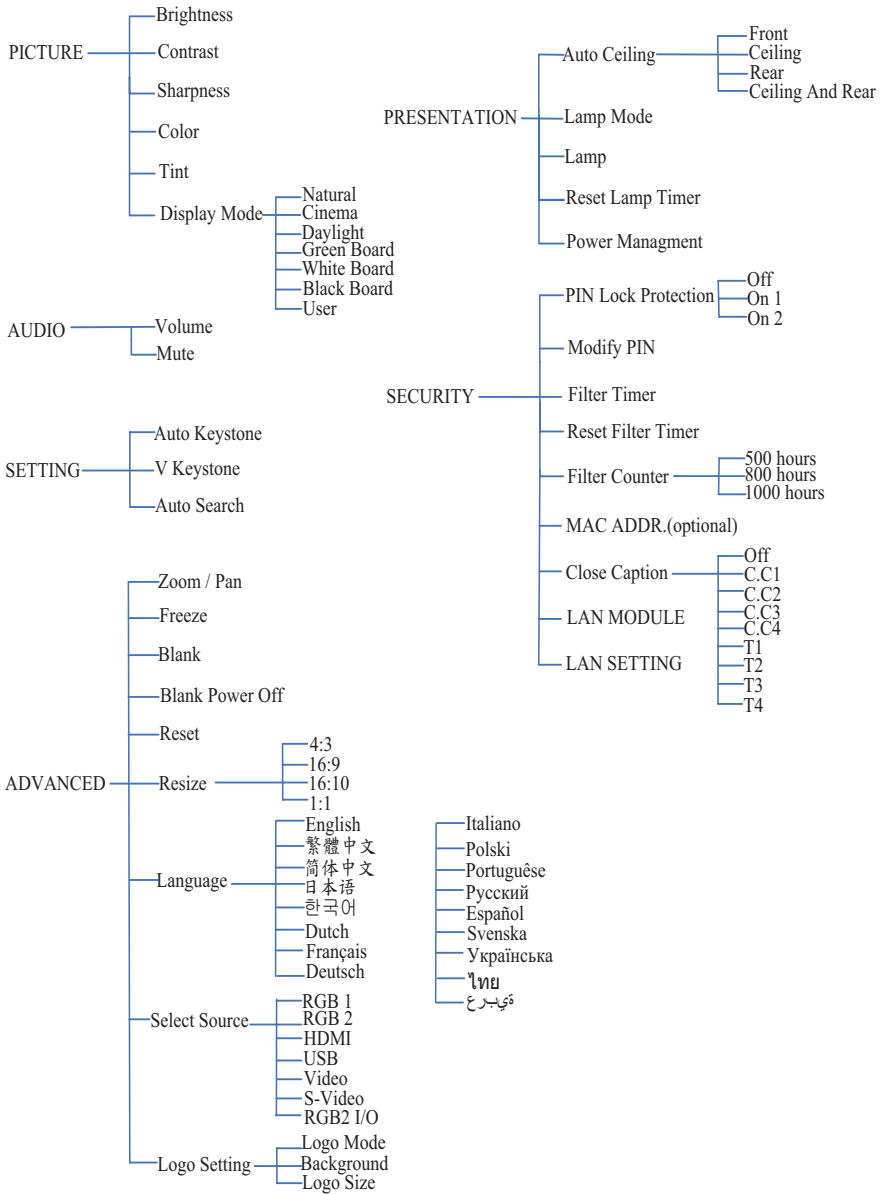 PICTURE
Brightness
Contrast
Sharpness
Color
Tint
Display Mode
Natural
Cinema
Daylight
Green Board
White Board
Black Board
User
AUDIO
Volume
Mute
SETTING
Auto Keystone
V Keystone
Auto Search
ADVANCED
Zoom / Pan
Freeze
Blank
Blank Power Off
Reset
Resize
4:3
16:9
16:10
1:1
Language
English
繁體中文
简体中文
日本语
한국어
Dutch
Français
Deutsch
Italiano
Polski
Portuguêse
Русский
Español
Svenska
Українська
ไทย
ةيبرع
Select Source
RGB 1
RGB 2
HDMI
USB
Video
S-Video
RGB2 I/O
Logo Setting
Logo Mode
Background
Logo Size
PRESENTATION
Auto Ceiling
Front
Ceiling
Rear
Ceiling And Rear
Lamp Mode
Lamp
Reset Lamp Timer
Power Managment
SECURITY
PIN Lock Protection
Off
On 1
On 2
Modify PIN
Filter Timer
Reset Filter Timer
Filter Counter
500 hours
800 hours
1000 hours
MAC ADDR.(optional)
Close Caption
Off
C.C1
C.C2
C.C3
C.C4
T1
T2
T3
T4
LAN MODULE
LAN SETTING